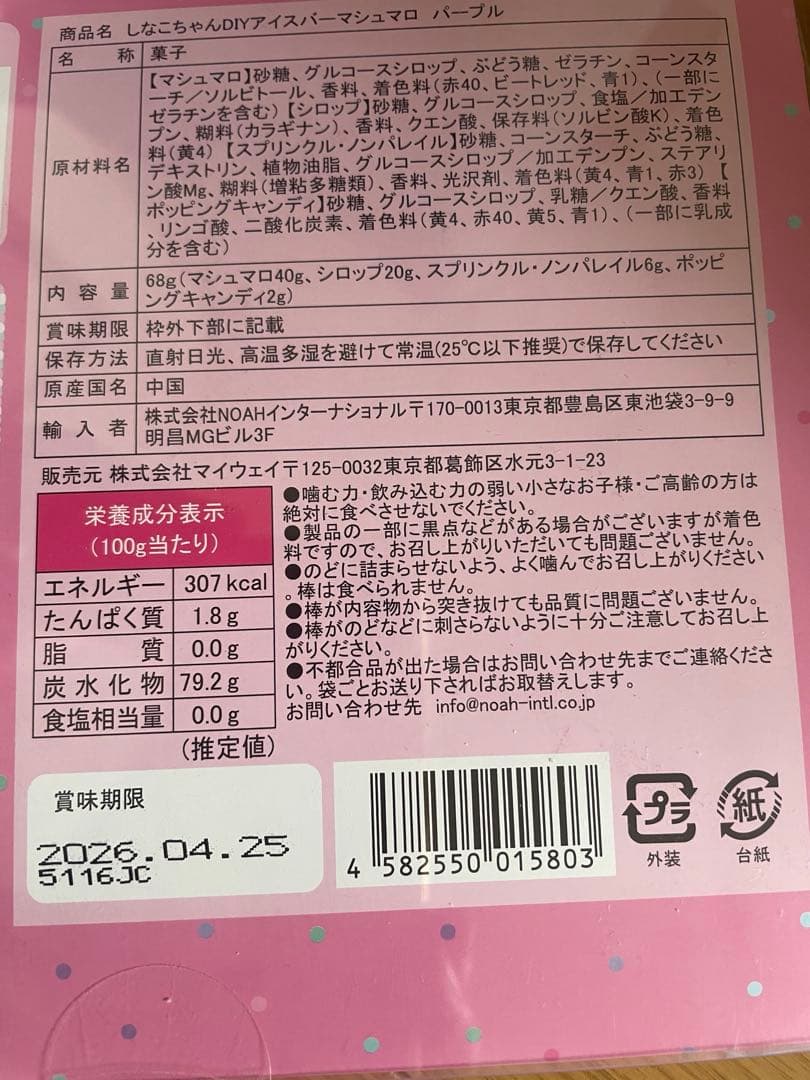 商品名 しなこちゃんDIYアイスバーマシュマロ パープル
名称 菓子
原材料名 【マシュマロ】砂糖、グルコースシロップ、ぶどう糖、ゼラチン、コーンスタ
ーチ/ソルビトール、香料、着色料(赤40、ビートレッド、青1)、(一部に
ゼラチンを含む)【シロップ】砂糖、グルコースシロップ、食塩/加工デン
プン、糊料(カラギナン)、香料、クエン酸、保存料(ソルビン酸K)、着色
料(黄4)【スプリンクル・ノンパレイル】砂糖、コーンスターチ、ぶどう糖、
デキストリン、植物油脂、グルコースシロップ/加工デンプン、ステアリ
ン酸Mg、糊料(増粘多糖類)、香料、光沢剤、着色料(黄4、青1、赤3)【
ポッピングキャンディ】砂糖、グルコースシロップ、乳糖/クエン酸、香料
、リンゴ酸、二酸化炭素、着色料(黄4、赤40、黄5、青1)、(一部に乳成
分を含む)
内容量 68g(マシュマロ40g、シロップ20g、スプリンクル・ノンパレイル6g、ポッピ
ングキャンディ2g)
賞味期限 枠外下部に記載
保存方法 直射日光、高温多湿を避けて常温(25℃以下推奨)で保存してください
原産国名 中国
輸入者 株式会社NOAHインターナショナル〒170-0013東京都豊島区東池袋3-9-9
明昌MGビル3F
販売元 株式会社マイウェイ〒125-0032東京都葛飾区水元3-1-23
栄養成分表示
(100g当たり)
エネルギー 307kcal
たんぱく質 1.8g
脂質 0.0g
炭水化物 79.2g
食塩相当量 0.0g
(推定値)
●噛む力・飲み込む力の弱い小さなお子様・ご高齢の方は
絶対に食べさせないでください。
●製品の一部に黒点などがある場合がございますが着色
料ですので、お召し上がりいただいても問題ございません。
●のどに詰まらせないよう、よく噛んでお召し上がりください
。棒は食べられません。
●棒が内容物から突き抜けても品質に問題ございません。
●棒がのどなどに刺さらないように十分ご注意してお召し上
がりください。
●不都合品が出た場合はお問い合わせ先までご連絡くださ
い。袋ごとお送り下さればお取替えします。
お問い合わせ先 info@noah-intl.co.jp
賞味期限
2026.04.25
5116JC
4 582550 015803
プラ
外装
紙
台紙